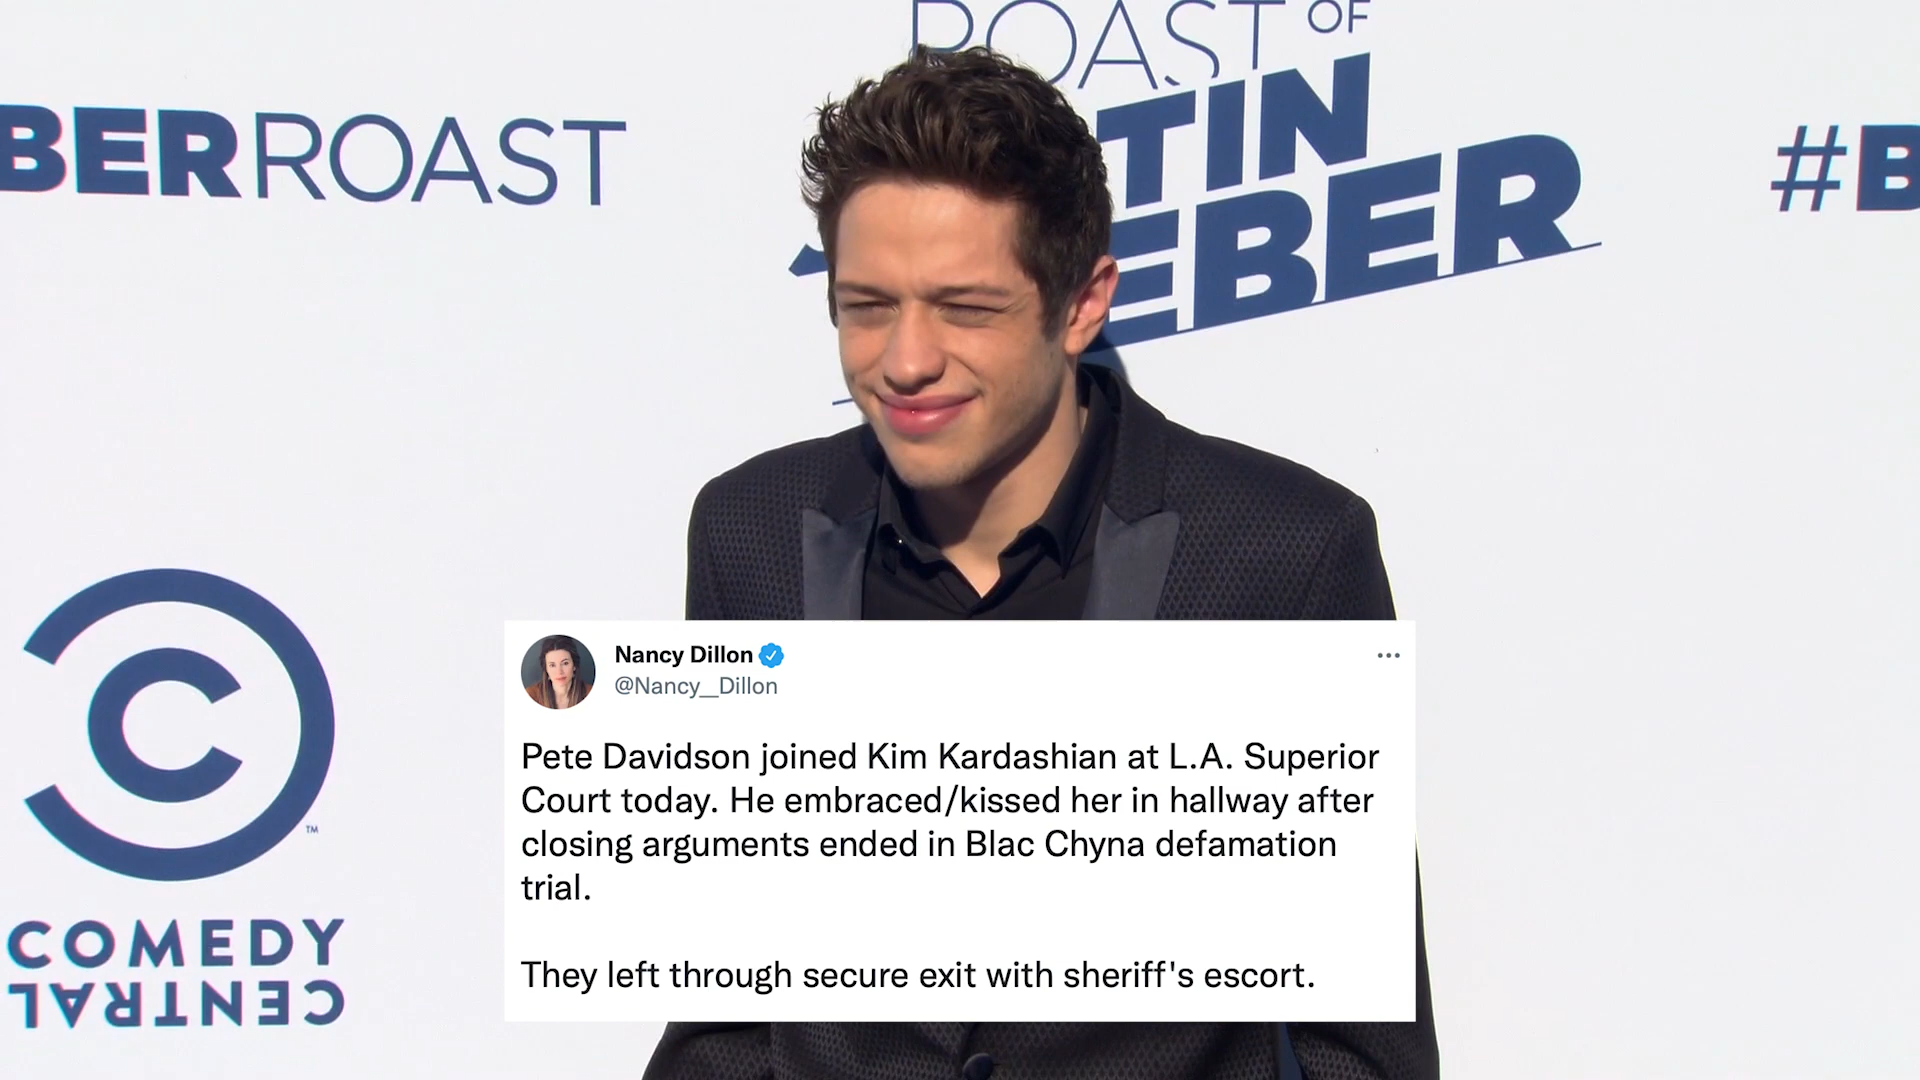 ROAST OF
TIN
EBER
BERROAST
#B
C
TM
COMEDY
CENTRAL
Nancy Dillon
@Nancy__Dillon
Pete Davidson joined Kim Kardashian at L.A. Superior
Court today. He embraced/kissed her in hallway after
closing arguments ended in Blac Chyna defamation
trial.
They left through secure exit with sheriff's escort.